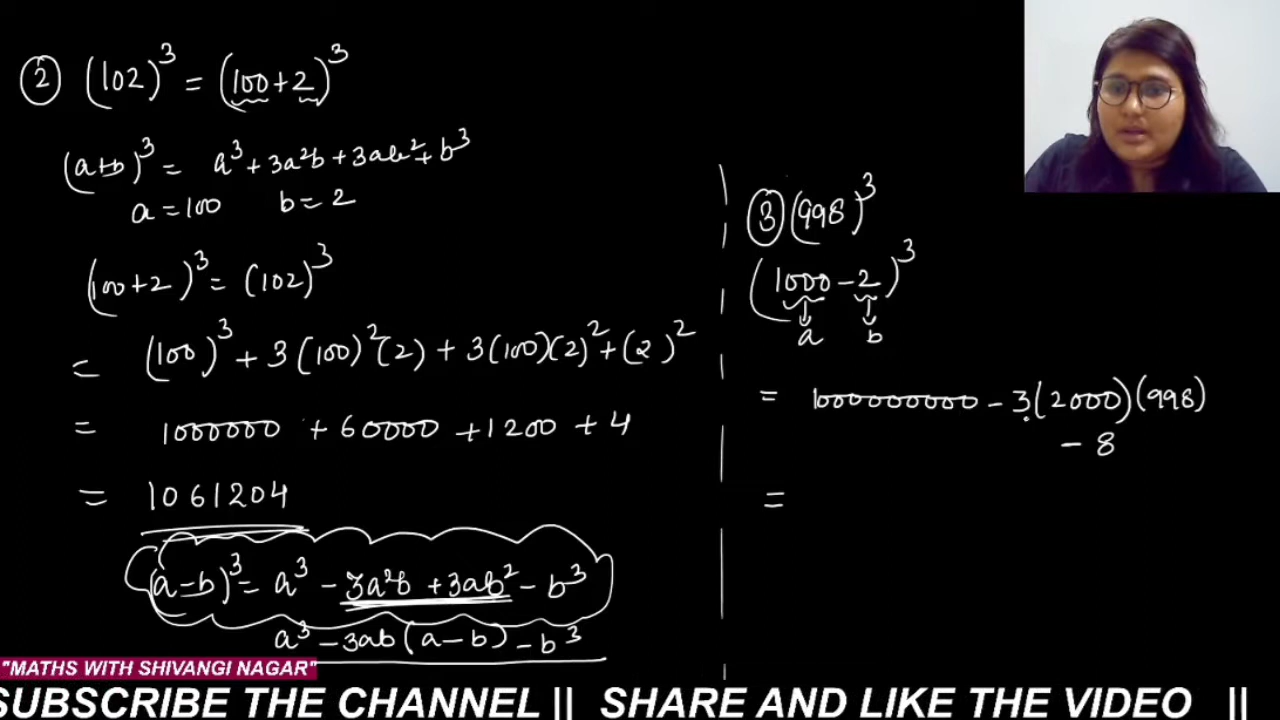 ② (102)³ = (100+2)³
(a+b)³ = a³ + 3a²b + 3ab² + b³
a = 100 b = 2
(100+2)³ = (102)³
= (100)³ + 3(100)²(2) + 3(100)(2)² + (2)²
= 1000000 + 60000 + 1200 + 4
= 1061204
(a-b)³ = a³ - 3a²b + 3ab² - b³
a³ - 3ab(a-b) - b³
③ (998)³
(1000 - 2)³
a b
= 1000000000 - 3(2000)(998)
- 8
=
"MATHS WITH SHIVANGI NAGAR"
SUBSCRIBE THE CHANNEL || SHARE AND LIKE THE VIDEO ||